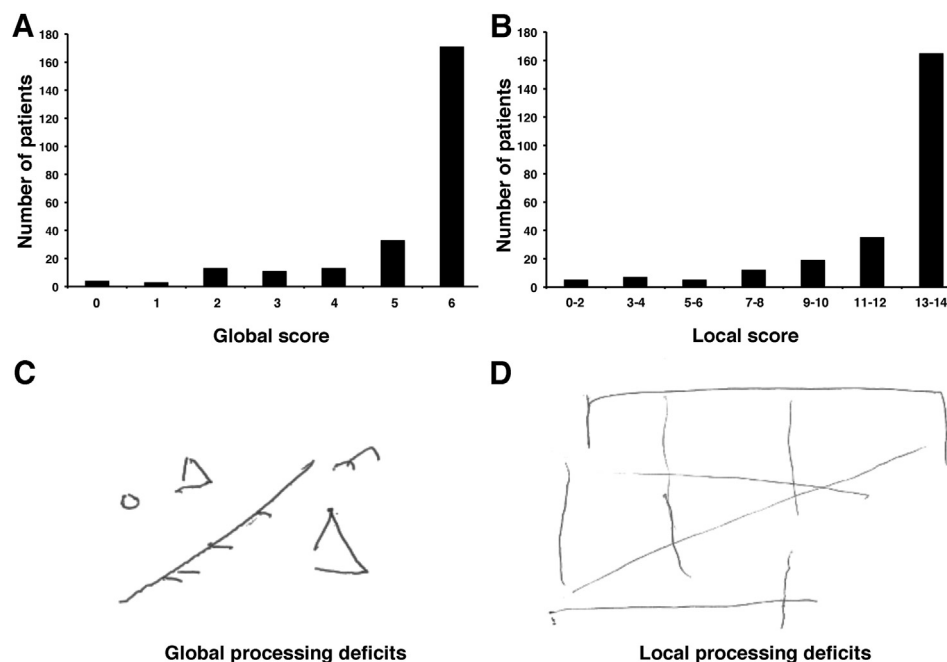 A
Number of patients
180
160
140
120
100
80
60
40
20
0
0 1 2 3 4 5 6
Global score
B
Number of patients
180
160
140
120
100
80
60
40
20
0
0-2 3-4 5-6 7-8 9-10 11-12 13-14
Local score
C
Global processing deficits
D
Local processing deficits